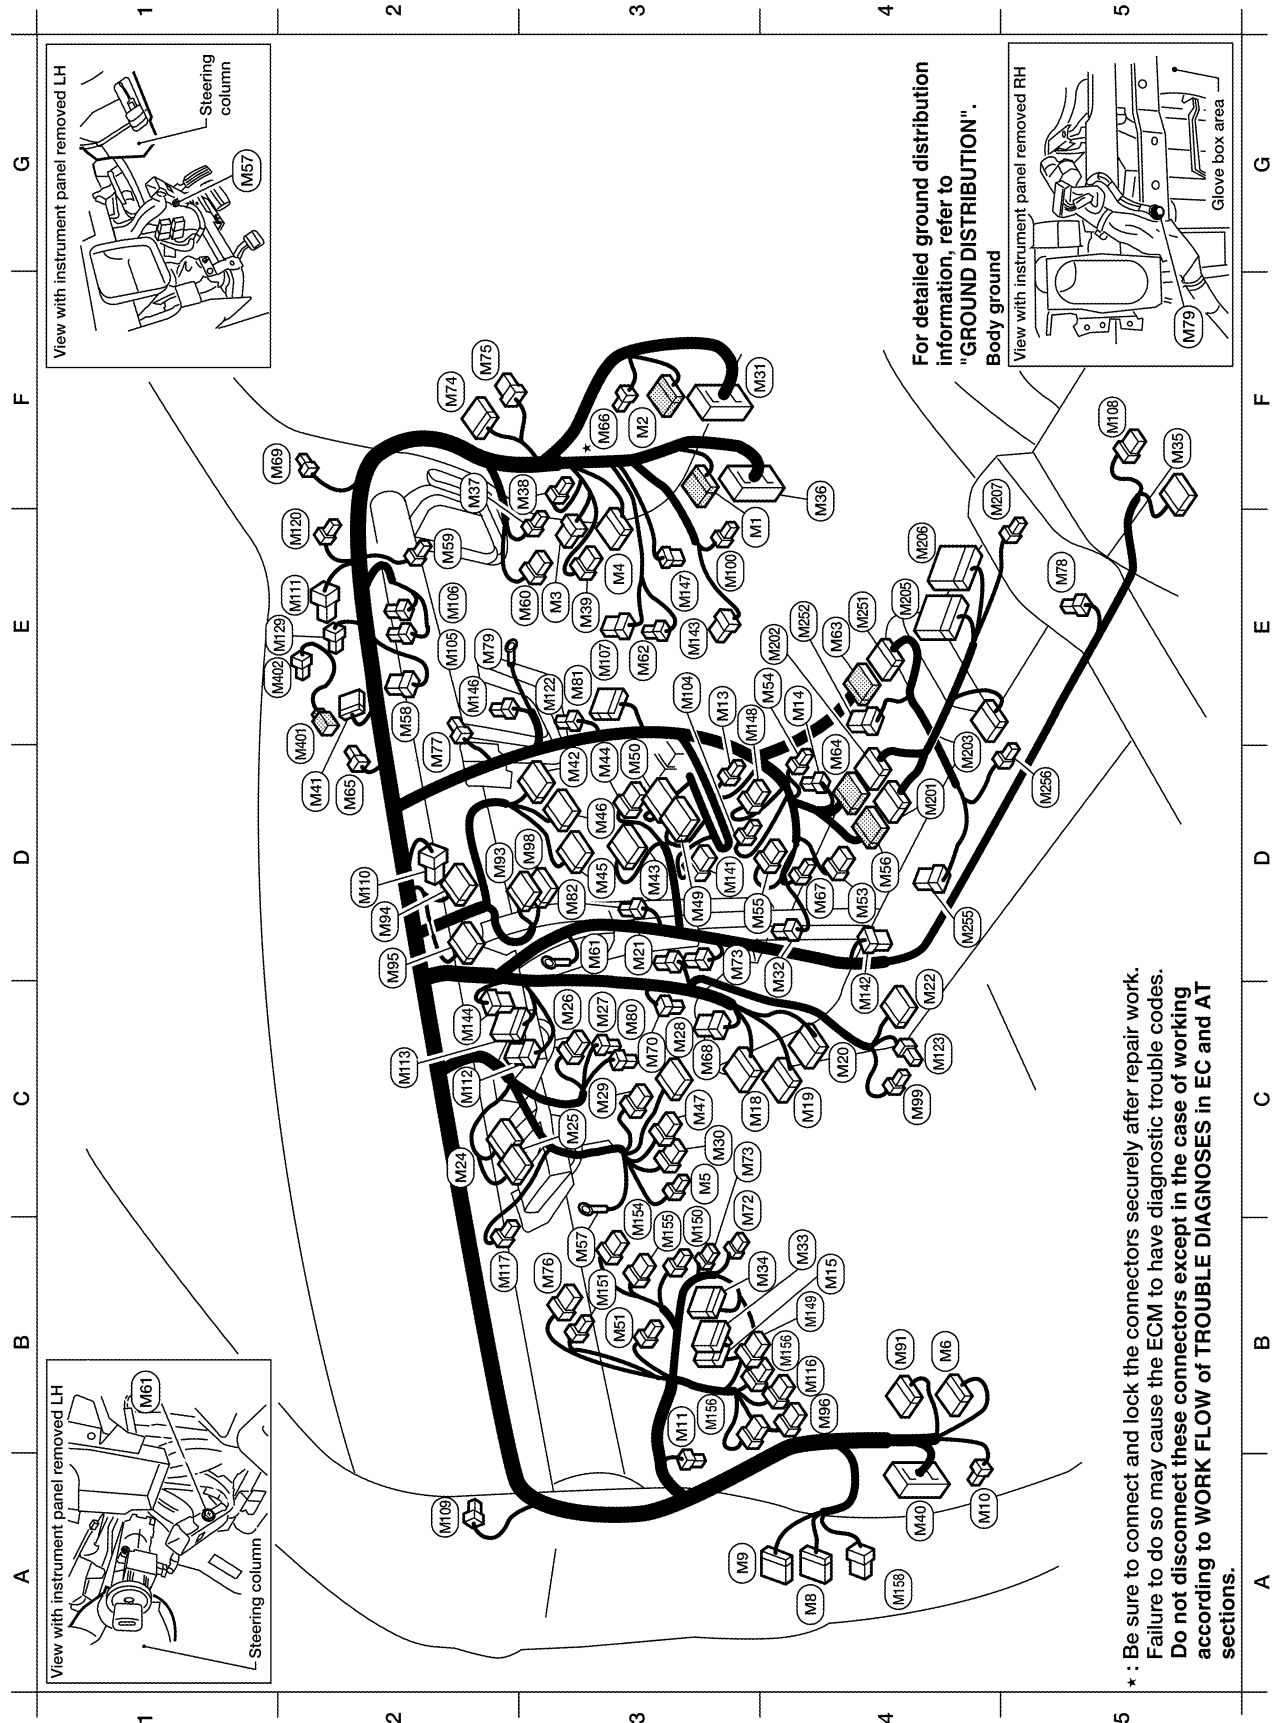 1
2
3
4
5
G
F
E
D
C
B
A
G
F
E
D
C
B
A
View with instrument panel removed LH
Steering
column
M57
View with instrument panel removed LH
M61
Steering column
View with instrument panel removed RH
Glove box area
M79
For detailed ground distribution
information, refer to
"GROUND DISTRIBUTION".
Body ground
M69
M120
M111
M129
M402
M401
M41
M65
M74
M75
M66
★
M2
M31
M37
M38
M36
M1
M59
M60
M3
M39
M4
M147
M100
M106
M105
M79
M107
M62
M143
M58
M77
M146
M122
M81
M104
M13
M148
M54
M14
M202
M252
M63
M251
M205
M206
M207
M78
M108
M35
M64
M203
M201
M256
M42
M44
M50
M46
M45
M43
M49
M141
M55
M67
M53
M56
M255
M110
M94
M95
M93
M98
M82
M61
M21
M73
M32
M142
M22
M144
M113
M112
M26
M27
M80
M70
M28
M68
M18
M19
M20
M123
M99
M29
M47
M30
M5
M73
M24
M25
M117
M57
M154
M155
M150
M72
M76
M151
M51
M34
M33
M15
M149
M156
M116
M96
M156
M11
M91
M6
M109
M9
M8
M158
M40
M10
★ : Be sure to connect and lock the connectors securely after repair work.
Failure to do so may cause the ECM to have diagnostic trouble codes.
Do not disconnect these connectors except in the case of working
according to WORK FLOW of TROUBLE DIAGNOSES in EC and AT
sections.
1
2
3
4
5